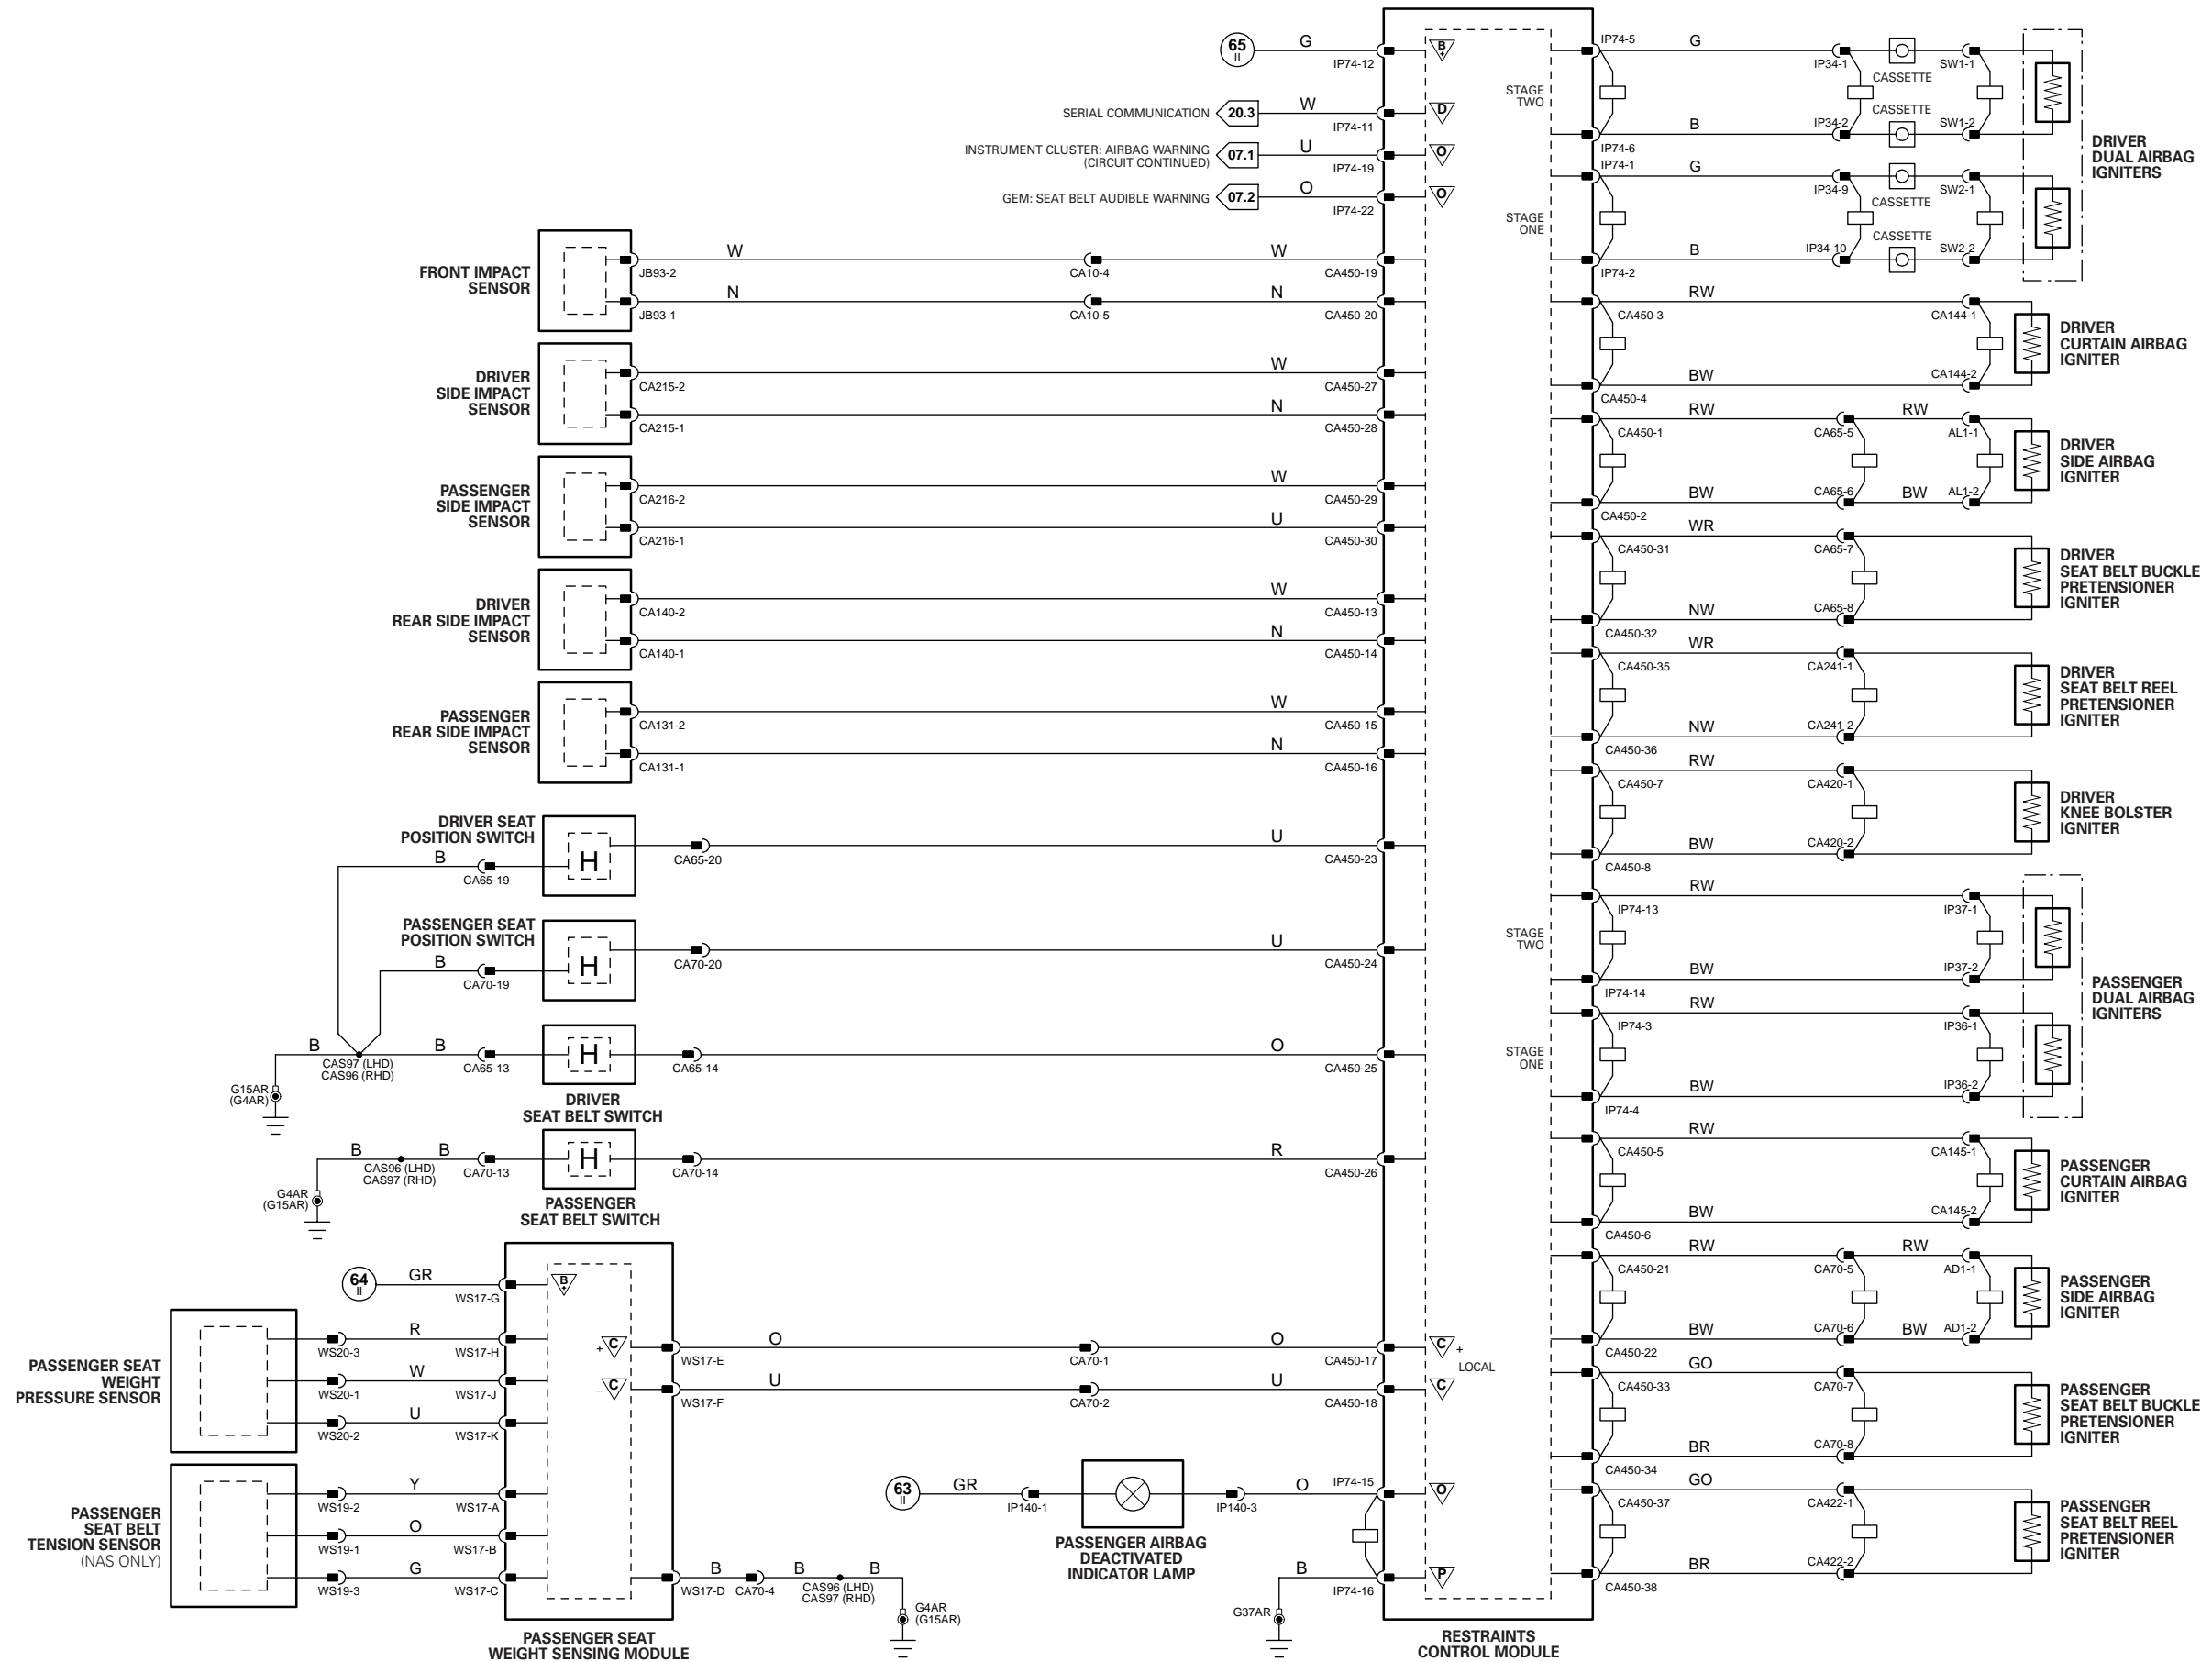 65
II
G
IP74-12
B
+
SERIAL COMMUNICATION
20.3
W
IP74-11
D
INSTRUMENT CLUSTER: AIRBAG WARNING
(CIRCUIT CONTINUED)
07.1
U
IP74-19
O
GEM: SEAT BELT AUDIBLE WARNING
07.2
O
IP74-22
O
FRONT IMPACT
SENSOR
JB93-2
W
CA10-4
W
CA450-19
JB93-1
N
CA10-5
N
CA450-20
DRIVER
SIDE IMPACT
SENSOR
CA215-2
W
CA450-27
CA215-1
N
CA450-28
PASSENGER
SIDE IMPACT
SENSOR
CA216-2
W
CA450-29
CA216-1
U
CA450-30
DRIVER
REAR SIDE IMPACT
SENSOR
CA140-2
W
CA450-13
CA140-1
N
CA450-14
PASSENGER
REAR SIDE IMPACT
SENSOR
CA131-2
W
CA450-15
CA131-1
N
CA450-16
DRIVER SEAT
POSITION SWITCH
B
CA65-19
H
CA65-20
U
CA450-23
PASSENGER SEAT
POSITION SWITCH
B
CA70-19
H
CA70-20
U
CA450-24
B
CAS97 (LHD)
CAS96 (RHD)
B
CA65-13
H
CA65-14
O
CA450-25
G15AR
(G4AR)
DRIVER
SEAT BELT SWITCH
B
CAS96 (LHD)
CAS97 (RHD)
B
CA70-13
H
CA70-14
R
CA450-26
G4AR
(G15AR)
PASSENGER
SEAT BELT SWITCH
64
II
GR
WS17-G
B
+
PASSENGER SEAT
WEIGHT
PRESSURE SENSOR
WS20-3
R
WS17-H
WS20-1
W
WS17-J
WS20-2
U
WS17-K
+
C
WS17-E
O
CA70-1
O
CA450-17
C
+
LOCAL
–
C
WS17-F
U
CA70-2
U
CA450-18
C
–
PASSENGER
SEAT BELT
TENSION SENSOR
(NAS ONLY)
WS19-2
Y
WS17-A
WS19-1
O
WS17-B
WS19-3
G
WS17-C
B
WS17-D
CA70-4
B
CAS96 (LHD)
CAS97 (RHD)
B
G4AR
(G15AR)
PASSENGER SEAT
WEIGHT SENSING MODULE
63
II
GR
IP140-1
IP140-3
O
IP74-15
O
PASSENGER AIRBAG
DEACTIVATED
INDICATOR LAMP
B
IP74-16
P
G37AR
RESTRAINTS
CONTROL MODULE
STAGE
TWO
IP74-5
G
IP34-1
CASSETTE
SW1-1
IP74-6
B
IP34-2
CASSETTE
SW1-2
STAGE
ONE
IP74-1
G
IP34-9
CASSETTE
SW2-1
IP74-2
B
IP34-10
CASSETTE
SW2-2
DRIVER
DUAL AIRBAG
IGNITERS
RW
CA450-3
CA144-1
BW
CA450-4
CA144-2
DRIVER
CURTAIN AIRBAG
IGNITER
RW
CA450-1
CA65-5
RW
AL1-1
BW
CA450-2
CA65-6
BW
AL1-2
DRIVER
SIDE AIRBAG
IGNITER
WR
CA450-31
CA65-7
NW
CA450-32
CA65-8
DRIVER
SEAT BELT BUCKLE
PRETENSIONER
IGNITER
WR
CA450-35
CA241-1
NW
CA450-36
CA241-2
DRIVER
SEAT BELT REEL
PRETENSIONER
IGNITER
RW
CA450-7
CA420-1
BW
CA450-8
CA420-2
DRIVER
KNEE BOLSTER
IGNITER
STAGE
TWO
RW
IP74-13
IP37-1
BW
IP74-14
IP37-2
STAGE
ONE
RW
IP74-3
IP36-1
BW
IP74-4
IP36-2
PASSENGER
DUAL AIRBAG
IGNITERS
RW
CA450-5
CA145-1
BW
CA450-6
CA145-2
PASSENGER
CURTAIN AIRBAG
IGNITER
RW
CA450-21
CA70-5
RW
AD1-1
BW
CA450-22
CA70-6
BW
AD1-2
PASSENGER
SIDE AIRBAG
IGNITER
GO
CA450-33
CA70-7
BR
CA450-34
CA70-8
PASSENGER
SEAT BELT BUCKLE
PRETENSIONER
IGNITER
GO
CA450-37
CA422-1
BR
CA450-38
CA422-2
PASSENGER
SEAT BELT REEL
PRETENSIONER
IGNITER